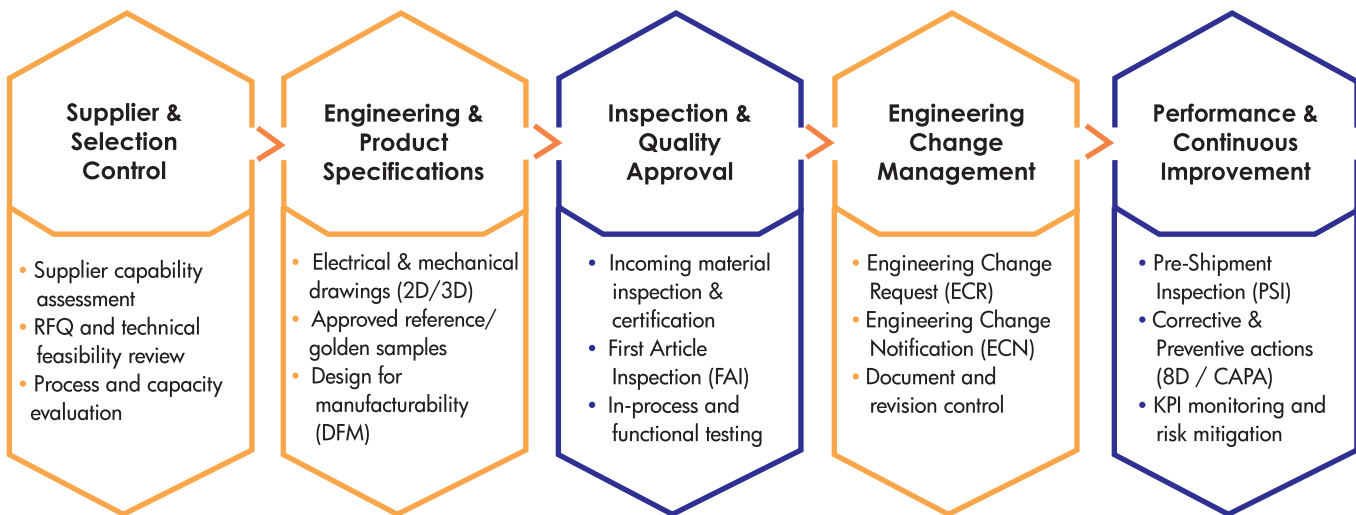 Supplier &
Selection
Control
• Supplier capability
assessment
• RFQ and technical
feasibility review
• Process and capacity
evaluation
Engineering &
Product
Specifications
• Electrical & mechanical
drawings (2D/3D)
• Approved reference/
golden samples
• Design for
manufacturability
(DFM)
Inspection &
Quality
Approval
• Incoming material
inspection &
certification
• First Article
Inspection (FAI)
• In-process and
functional testing
Engineering
Change
Management
• Engineering Change
Request (ECR)
• Engineering Change
Notification (ECN)
• Document and
revision control
Performance &
Continuous
Improvement
• Pre-Shipment
Inspection (PSI)
• Corrective &
Preventive actions
(8D / CAPA)
• KPI monitoring and
risk mitigation